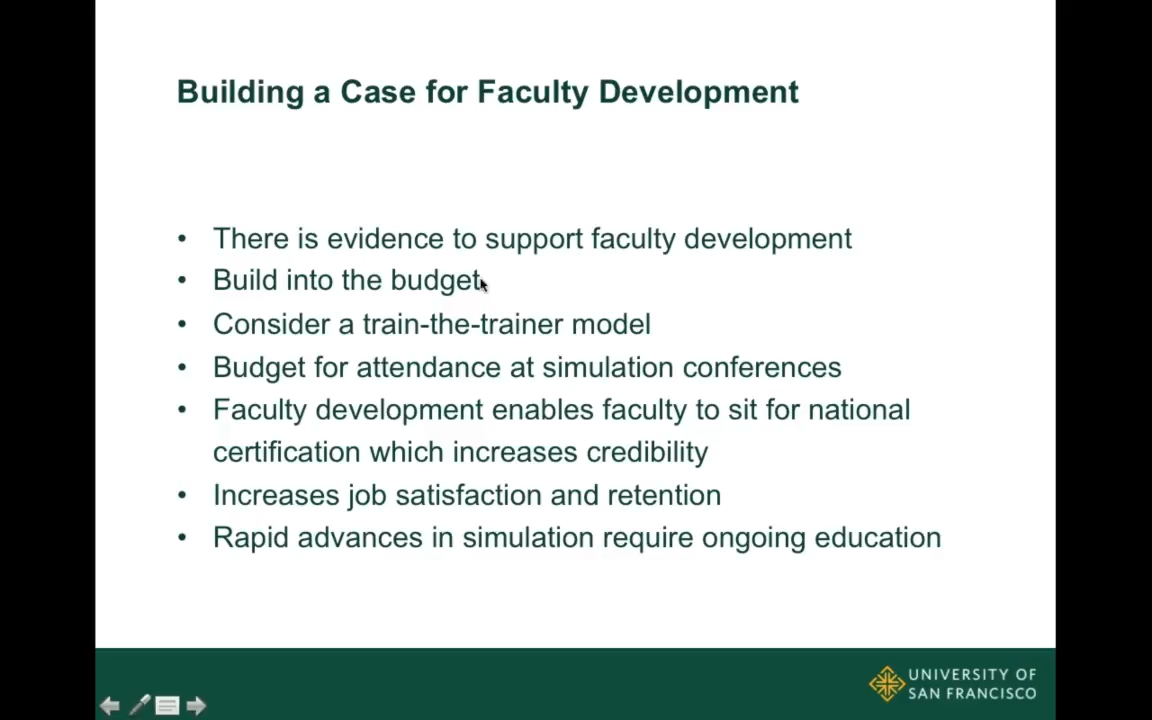 Building a Case for Faculty Development
• There is evidence to support faculty development
• Build into the budget
• Consider a train-the-trainer model
• Budget for attendance at simulation conferences
• Faculty development enables faculty to sit for national
certification which increases credibility
• Increases job satisfaction and retention
• Rapid advances in simulation require ongoing education
UNIVERSITY OF
SAN FRANCISCO